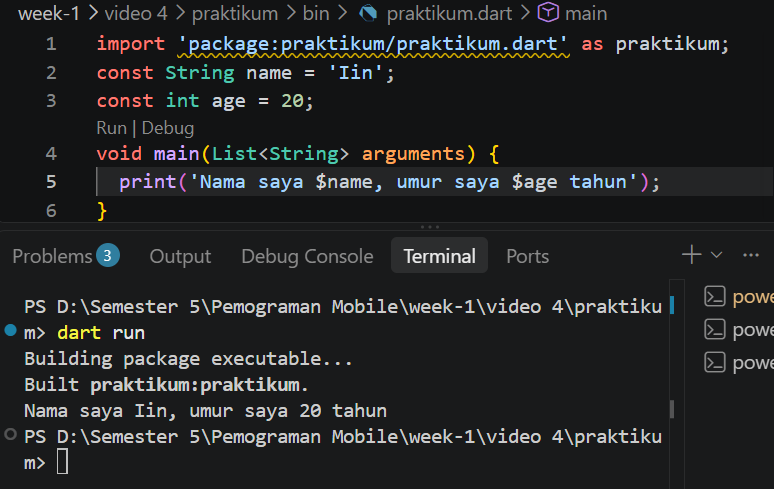 week-1 > video 4 > praktikum > bin > praktikum.dart > main
1 import 'package:praktikum/praktikum.dart' as praktikum;
2 const String name = 'Iin';
3 const int age = 20;
Run | Debug
4 void main(List<String> arguments) {
5 print('Nama saya $name, umur saya $age tahun');
6 }
Problems 3 Output Debug Console Terminal Ports
PS D:\Semester 5\Pemograman Mobile\week-1\video 4\praktiku
m> dart run
Building package executable...
Built praktikum:praktikum.
Nama saya Iin, umur saya 20 tahun
PS D:\Semester 5\Pemograman Mobile\week-1\video 4\praktiku
m>
powe
powe
powe